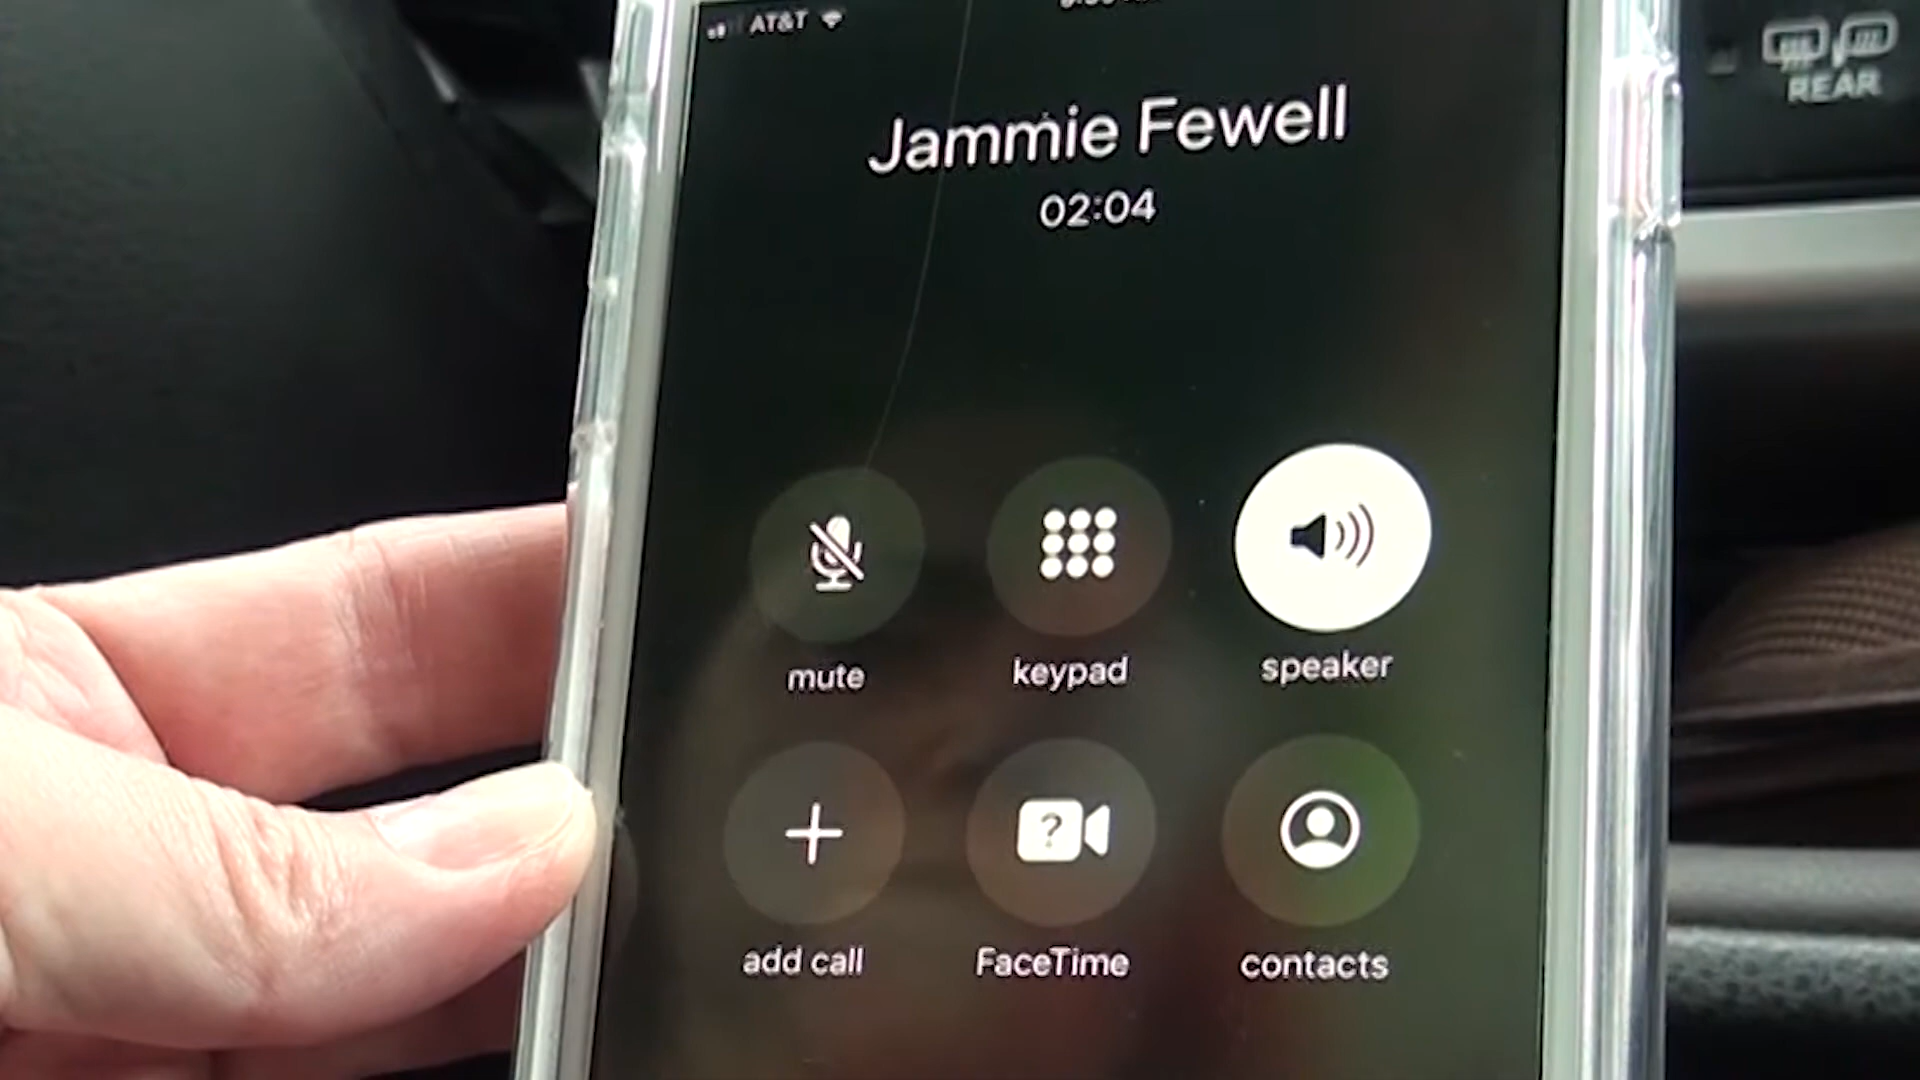 AT&T
REAR
Jammie Fewell
02:04
mute keypad speaker
?
add call FaceTime contacts